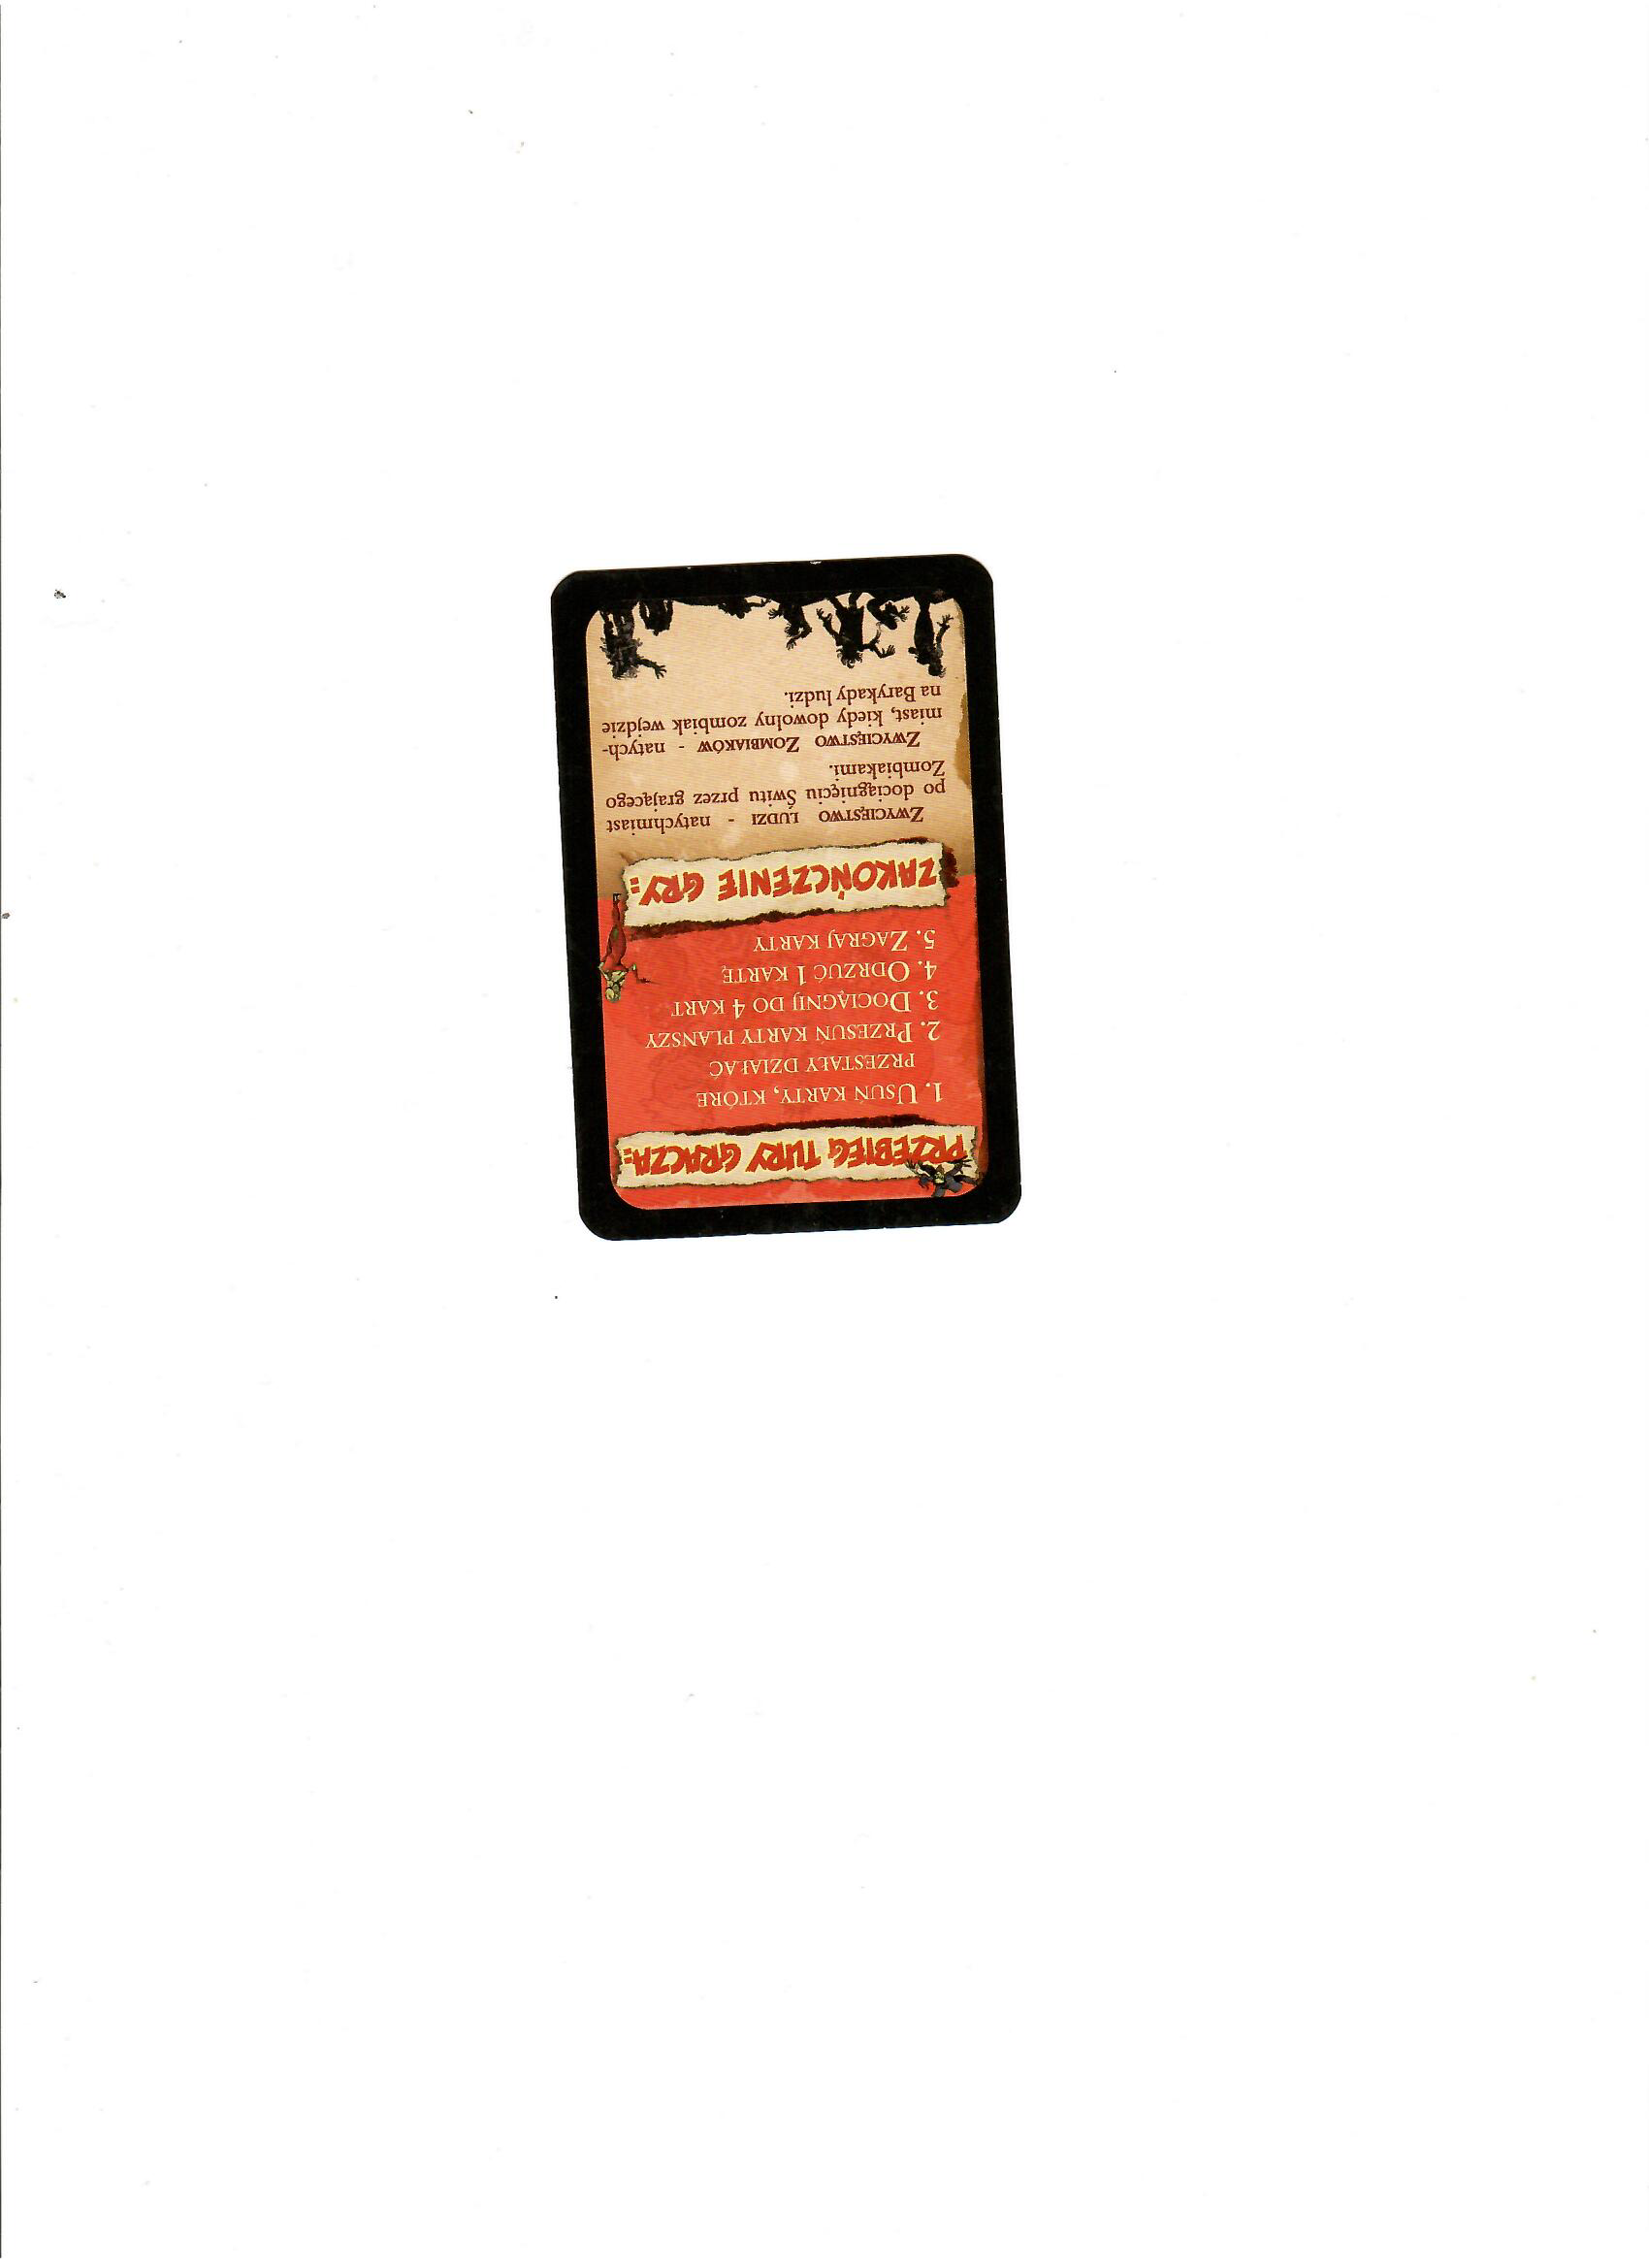 PRZEBIEG TURY GRACZA:
1. USUŃ KARTY, KTÓRE
PRZESTAŁY DZIAŁAĆ
2. PRZESUŃ KARTY PLANSZY
3. DOCIĄGNIJ DO 4 KART
4. ODRZUĆ 1 KARTĘ
5. ZAGRAJ KARTY
ZAKOŃCZENIE GRY:
ZWYCIĘSTWO LUDZI - natychmiast
po dociągnięciu Świtu przez grającego
Zombiakami.
ZWYCIĘSTWO ZOMBIAKÓW - natych-
miast, kiedy dowolny zombiak wejdzie
na Barykady ludzi.